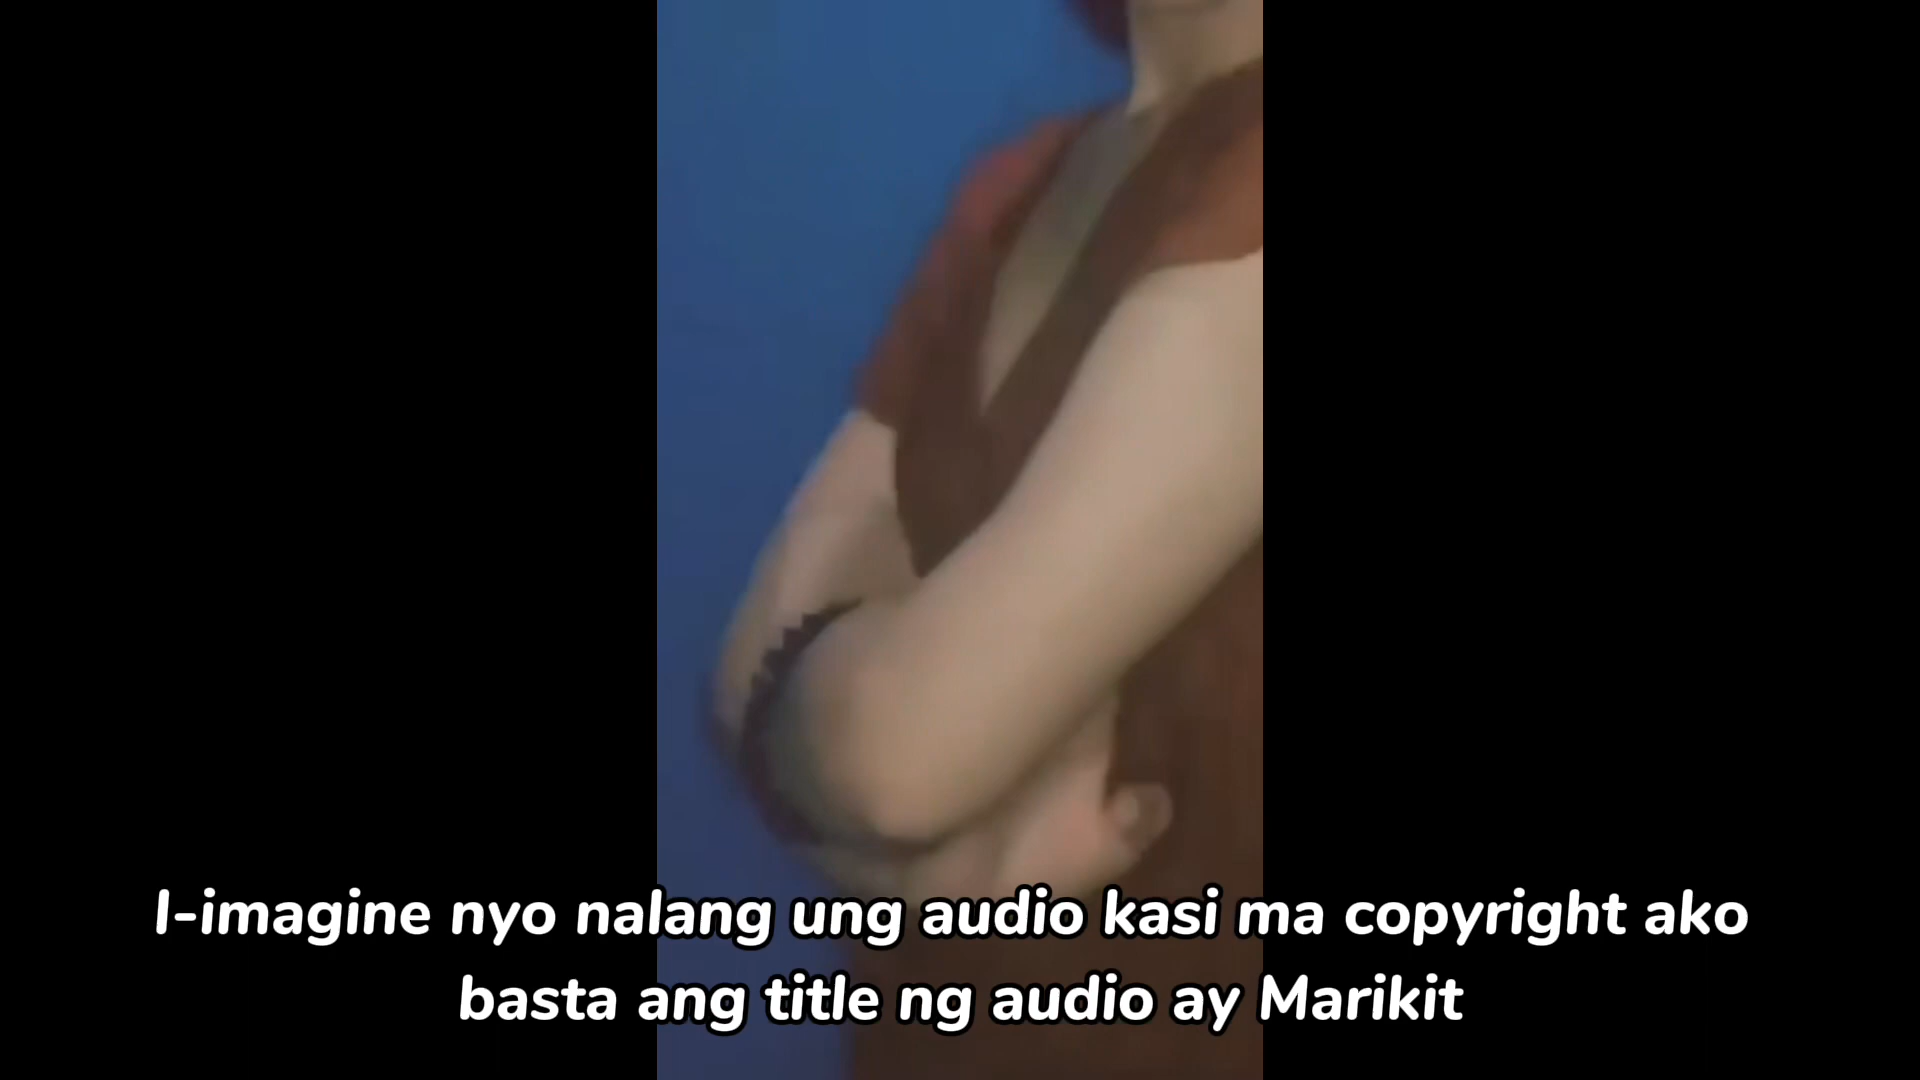 I-imagine nyo nalang ung audio kasi ma copyright ako
basta ang title ng audio ay Marikit